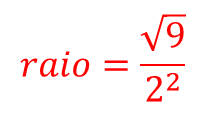 raio = √9 / 2²